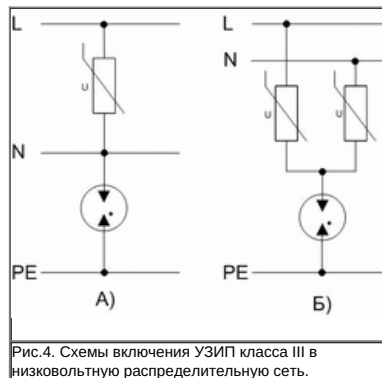 L
U
N
PE
А)
L
N
U
U
PE
Б)
Рис.4. Схемы включения УЗИП класса III в
низковольтную распределительную сеть.